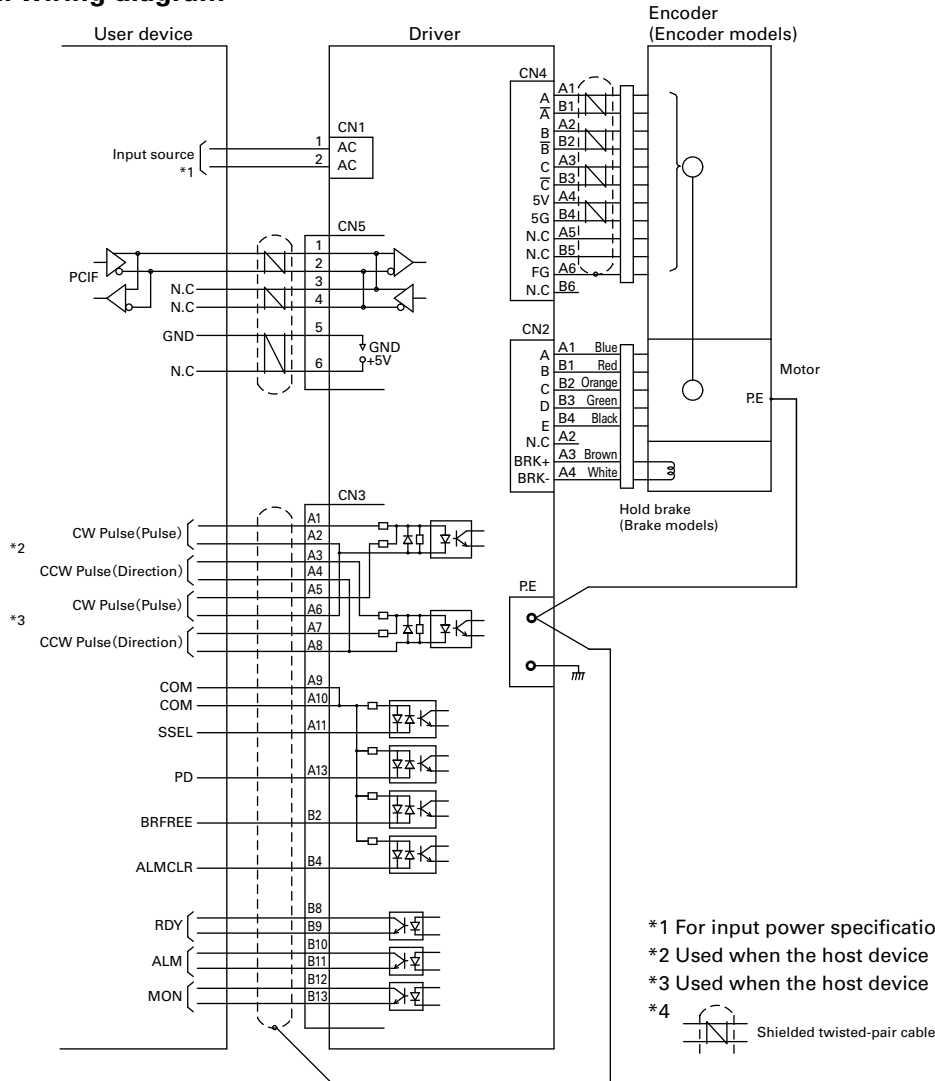 Wiring diagram
User device
Driver
Encoder
(Encoder models)
CN1
1 AC
2 AC
Input source
*1
CN5
1
2
3
4
5
6
PCIF
N.C
N.C
GND
N.C
GND
+5V
CN4
A A1
A B1
B A2
B B2
C A3
C B3
5V A4
5G B4
N.C A5
N.C B5
FG A6
N.C B6
CN2
A A1 Blue
B B1 Red
C B2 Orange
D B3 Green
E B4 Black
N.C A2
BRK+ A3 Brown
BRK- A4 White
Motor
P.E
Hold brake
(Brake models)
P.E
CN3
*2
CW Pulse(Pulse)
A1
A2
CCW Pulse(Direction)
A3
A4
*3
CW Pulse(Pulse)
A5
A6
CCW Pulse(Direction)
A7
A8
COM A9
COM A10
SSEL A11
PD A13
BRFREE B2
ALMCLR B4
RDY
B8
B9
ALM
B10
B11
MON
B12
B13
*1 For input power specificatio
*2 Used when the host device
*3 Used when the host device
*4
Shielded twisted-pair cable